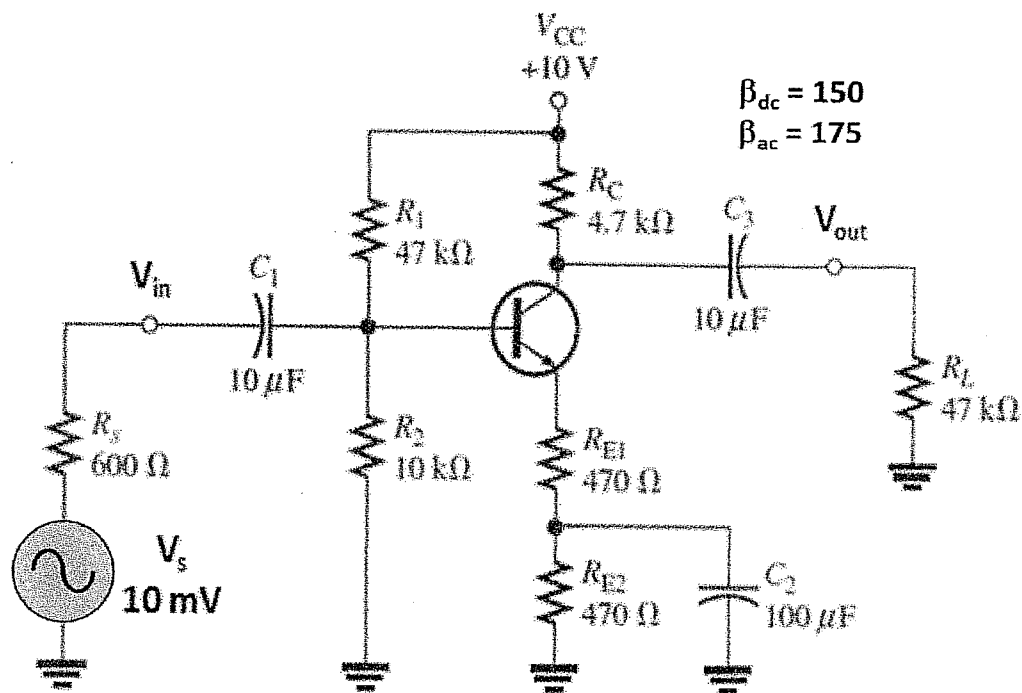 V_CC
+10 V
β_dc = 150
β_ac = 175
R_C
4.7 kΩ
R_1
47 kΩ
C_3
V_out
V_in
C_1
10 μF
10 μF
R_L
47 kΩ
R_s
600 Ω
R_2
10 kΩ
R_E1
470 Ω
V_s
10 mV
R_E2
470 Ω
C_2
100 μF